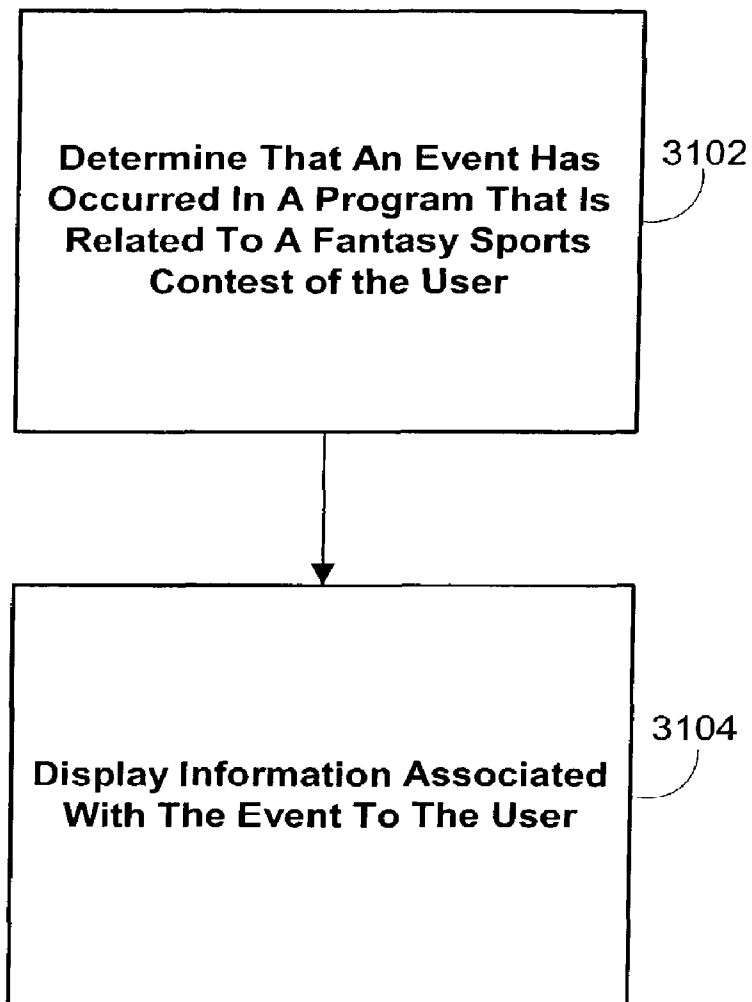 Determine That An Event Has
Occurred In A Program That Is
Related To A Fantasy Sports
Contest of the User
3102
Display Information Associated
With The Event To The User
3104